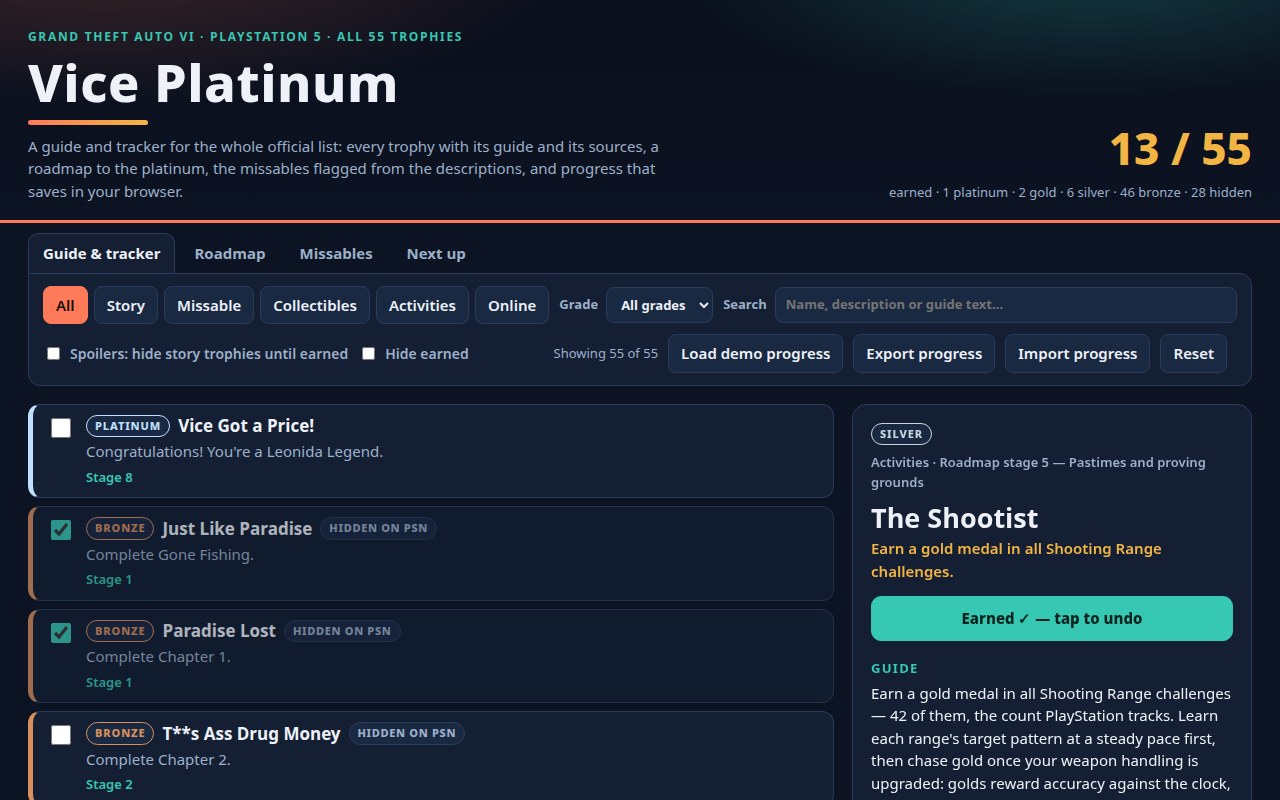 GRAND THEFT AUTO VI · PLAYSTATION 5 · ALL 55 TROPHIES
Vice Platinum
A guide and tracker for the whole official list: every trophy with its guide and its sources, a
roadmap to the platinum, the missables flagged from the descriptions, and progress that
saves in your browser.
13 / 55
earned · 1 platinum · 2 gold · 6 silver · 46 bronze · 28 hidden
Guide & tracker Roadmap Missables Next up
All Story Missable Collectibles Activities Online Grade All grades Search Name, description or guide text...
Spoilers: hide story trophies until earned Hide earned Showing 55 of 55 Load demo progress Export progress Import progress Reset
PLATINUM Vice Got a Price!
Congratulations! You're a Leonida Legend.
Stage 8
BRONZE Just Like Paradise HIDDEN ON PSN
Complete Gone Fishing.
Stage 1
BRONZE Paradise Lost HIDDEN ON PSN
Complete Chapter 1.
Stage 1
BRONZE T**s Ass Drug Money HIDDEN ON PSN
Complete Chapter 2.
Stage 2
SILVER
Activities · Roadmap stage 5 — Pastimes and proving
grounds
The Shootist
Earn a gold medal in all Shooting Range
challenges.
Earned ✓ — tap to undo
GUIDE
Earn a gold medal in all Shooting Range challenges
— 42 of them, the count PlayStation tracks. Learn
each range's target pattern at a steady pace first,
then chase gold once your weapon handling is
upgraded: golds reward accuracy against the clock,